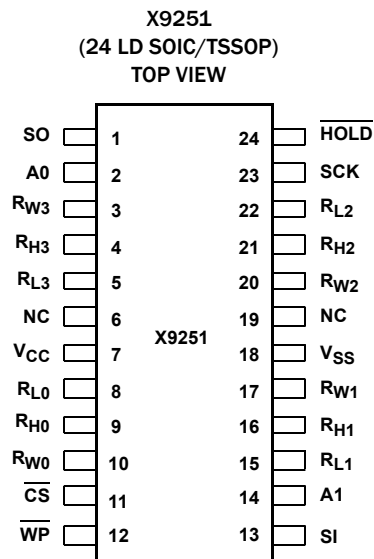 X9251
(24 LD SOIC/TSSOP)
TOP VIEW
SO 1 24 HOLD
A0 2 23 SCK
RW3 3 22 RL2
RH3 4 21 RH2
RL3 5 20 RW2
NC 6 19 NC
X9251
VCC 7 18 VSS
RL0 8 17 RW1
RH0 9 16 RH1
RW0 10 15 RL1
CS 11 14 A1
WP 12 13 SI